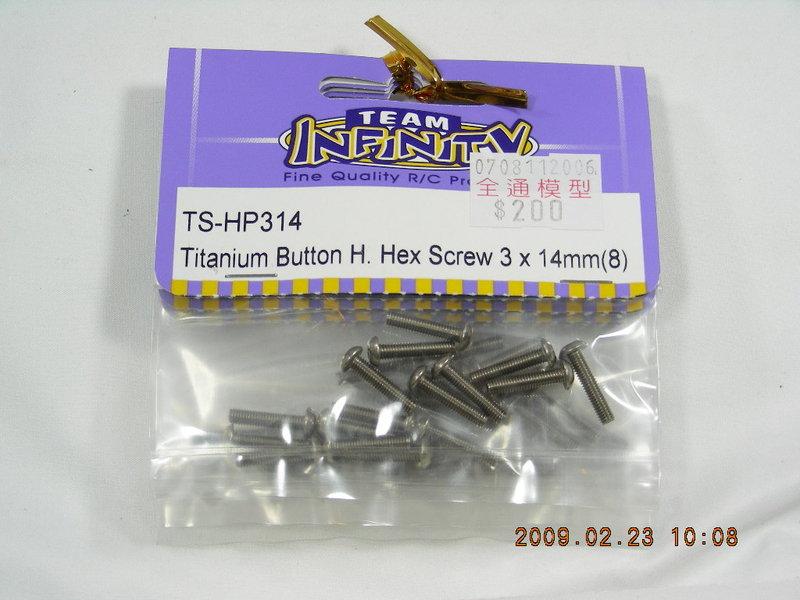 TEAM
INFINITY
Fine Quality R/C
0708112006
全通模型
$200
TS-HP314
Titanium Button H. Hex Screw 3 x 14mm(8)
2009.02.23 10:08